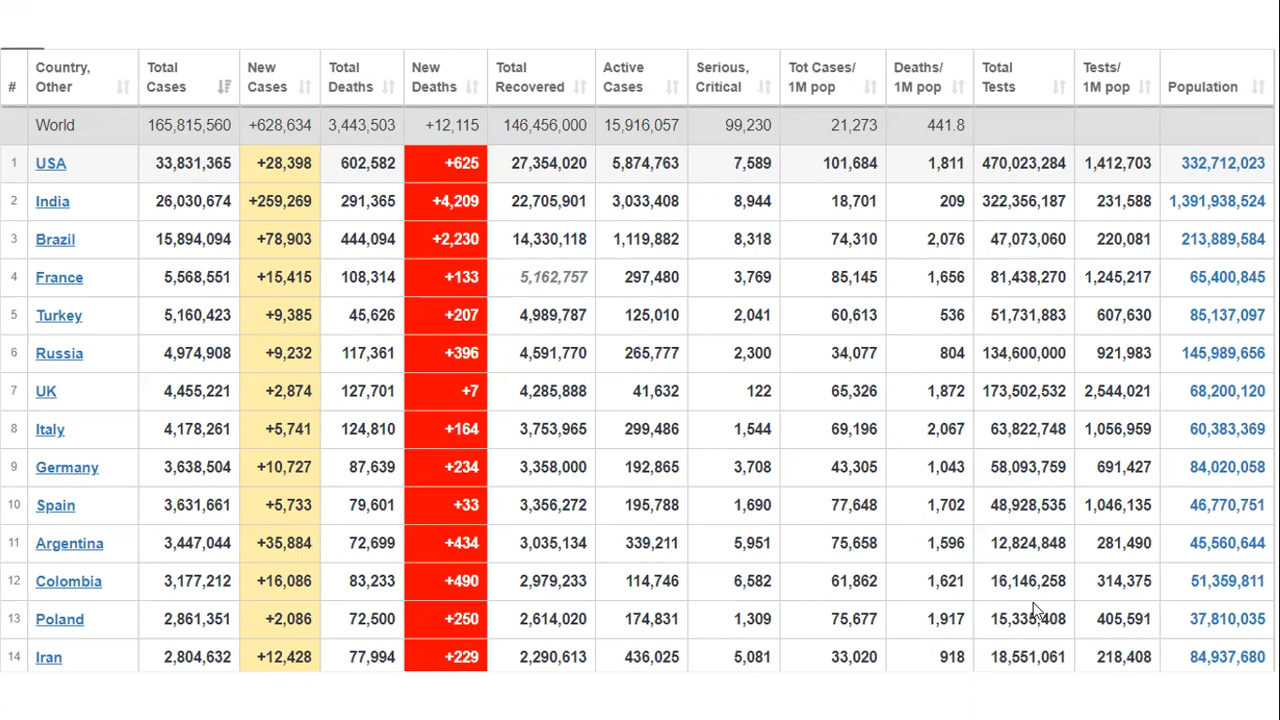 # Country, Other Total Cases New Cases Total Deaths New Deaths Total Recovered Active Cases Serious, Critical Tot Cases/ 1M pop Deaths/ 1M pop Total Tests Tests/ 1M pop Population
World 165,815,560 +628,634 3,443,503 +12,115 146,456,000 15,916,057 99,230 21,273 441.8
1 USA 33,831,365 +28,398 602,582 +625 27,354,020 5,874,763 7,589 101,684 1,811 470,023,284 1,412,703 332,712,023
2 India 26,030,674 +259,269 291,365 +4,209 22,705,901 3,033,408 8,944 18,701 209 322,356,187 231,588 1,391,938,524
3 Brazil 15,894,094 +78,903 444,094 +2,230 14,330,118 1,119,882 8,318 74,310 2,076 47,073,060 220,081 213,889,584
4 France 5,568,551 +15,415 108,314 +133 5,162,757 297,480 3,769 85,145 1,656 81,438,270 1,245,217 65,400,845
5 Turkey 5,160,423 +9,385 45,626 +207 4,989,787 125,010 2,041 60,613 536 51,731,883 607,630 85,137,097
6 Russia 4,974,908 +9,232 117,361 +396 4,591,770 265,777 2,300 34,077 804 134,600,000 921,983 145,989,656
7 UK 4,455,221 +2,874 127,701 +7 4,285,888 41,632 122 65,326 1,872 173,502,532 2,544,021 68,200,120
8 Italy 4,178,261 +5,741 124,810 +164 3,753,965 299,486 1,544 69,196 2,067 63,822,748 1,056,959 60,383,369
9 Germany 3,638,504 +10,727 87,639 +234 3,358,000 192,865 3,708 43,305 1,043 58,093,759 691,427 84,020,058
10 Spain 3,631,661 +5,733 79,601 +33 3,356,272 195,788 1,690 77,648 1,702 48,928,535 1,046,135 46,770,751
11 Argentina 3,447,044 +35,884 72,699 +434 3,035,134 339,211 5,951 75,658 1,596 12,824,848 281,490 45,560,644
12 Colombia 3,177,212 +16,086 83,233 +490 2,979,233 114,746 6,582 61,862 1,621 16,146,258 314,375 51,359,811
13 Poland 2,861,351 +2,086 72,500 +250 2,614,020 174,831 1,309 75,677 1,917 405,591 37,810,035
14 Iran 2,804,632 +12,428 77,994 +229 2,290,613 436,025 5,081 33,020 918 18,551,061 218,408 84,937,680